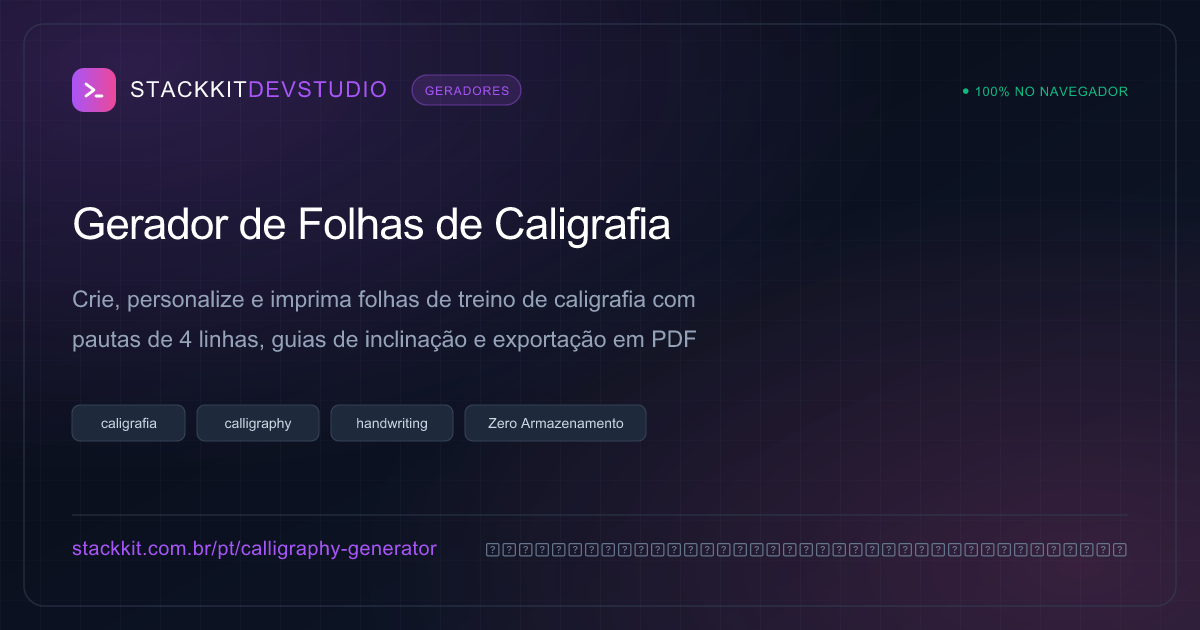 STACKKITDEVSTUDIO
GERADORES
100% NO NAVEGADOR
Gerador de Folhas de Caligrafia
Crie, personalize e imprima folhas de treino de caligrafia com
pautas de 4 linhas, guias de inclinação e exportação em PDF
caligrafia
calligraphy
handwriting
Zero Armazenamento
stackkit.com.br/pt/calligraphy-generator